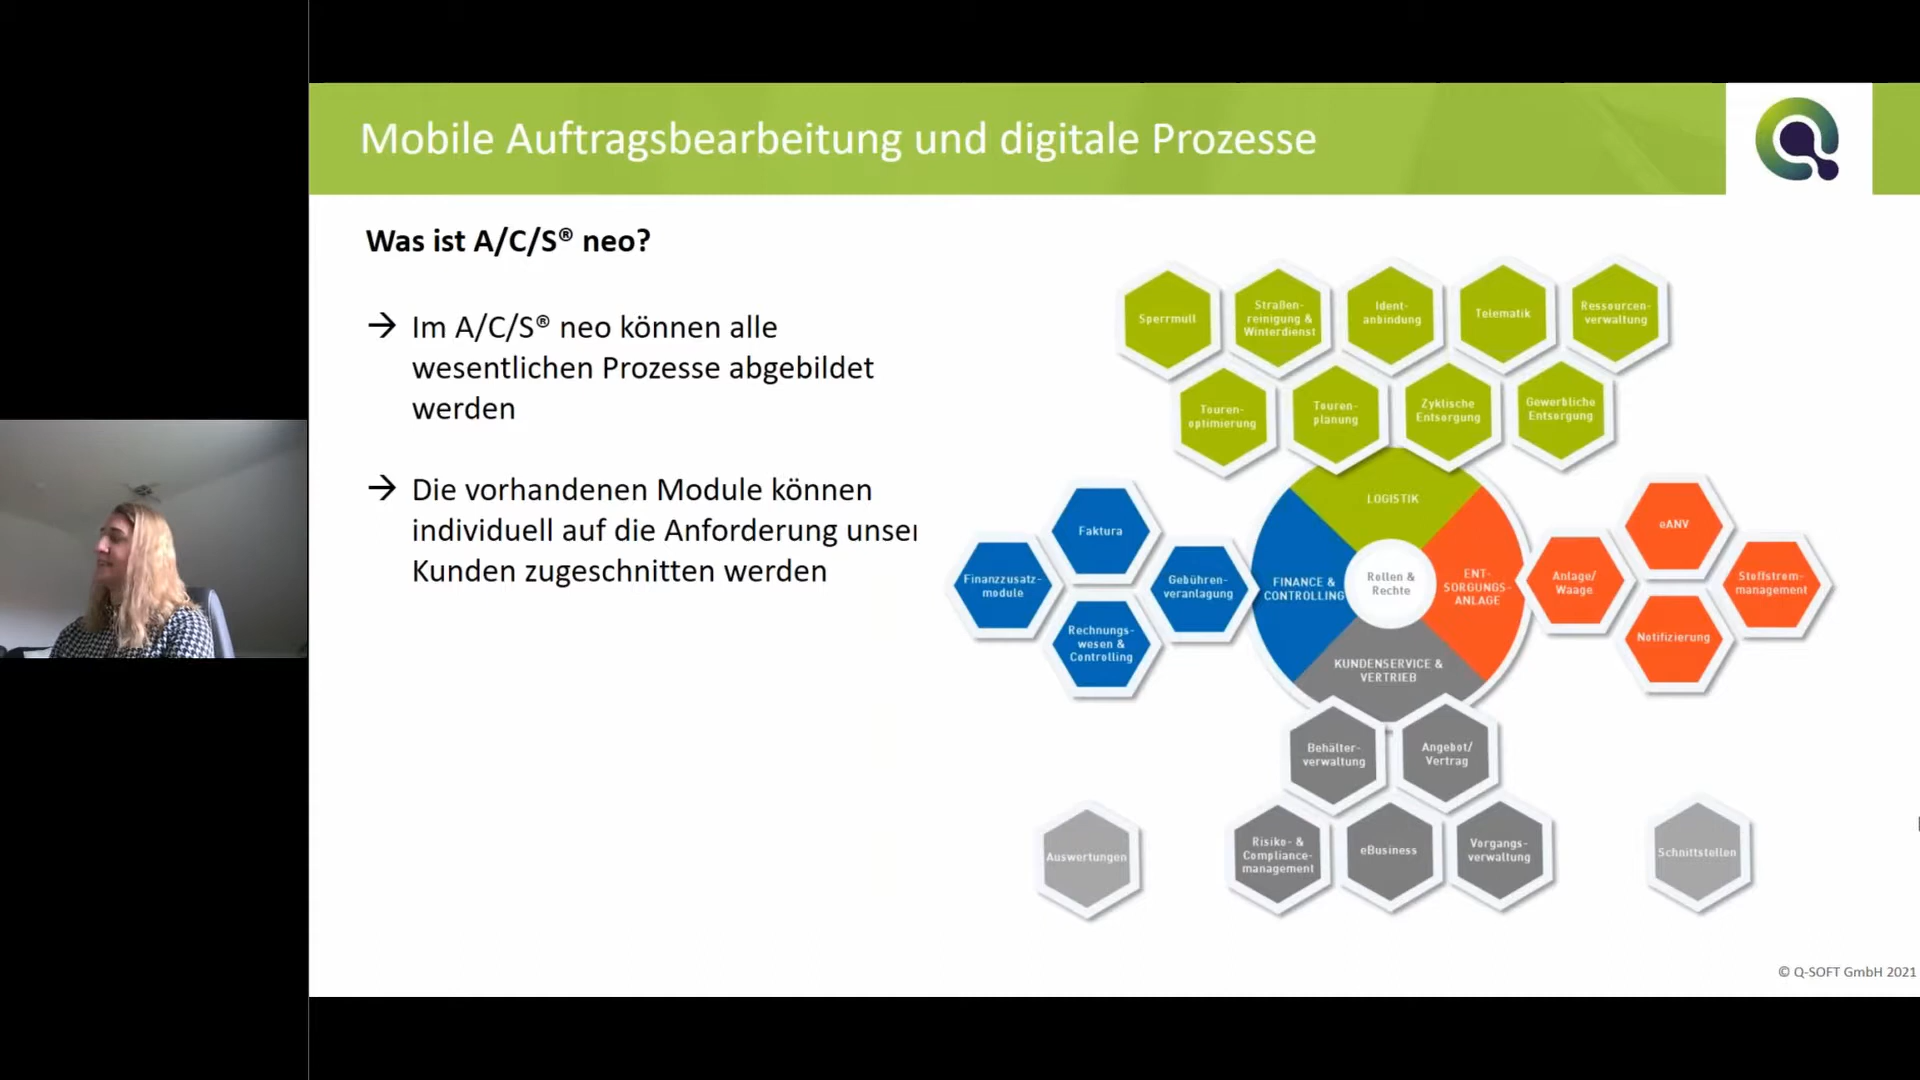 Mobile Auftragsbearbeitung und digitale Prozesse
Was ist A/C/S® neo?
→ Im A/C/S® neo können alle
wesentlichen Prozesse abgebildet
werden
→ Die vorhandenen Module können
individuell auf die Anforderung unser
Kunden zugeschnitten werden
Sperrmüll
Straßen-
reinigung &
Winterdienst
Ident-
anbindung
Telematik
Ressourcen-
verwaltung
Touren-
optimierung
Touren-
planung
Zyklische
Entsorgung
Gewerbliche
Entsorgung
LOGISTIK
FINANCE &
CONTROLLING
Rollen &
Rechte
ENT-
SORGUNGS-
ANLAGE
KUNDENSERVICE &
VERTRIEB
Faktura
Finanzzusatz-
module
Gebühren-
veranlagung
Rechnungs-
wesen &
Controlling
Anlage/
Waage
eANV
Stoffstrom-
management
Notifizierung
Behälter-
verwaltung
Angebot/
Vertrag
Risiko- &
Compliance-
management
eBusiness
Vorgangs-
verwaltung
Auswertungen
Schnittstellen
© Q-SOFT GmbH 2021